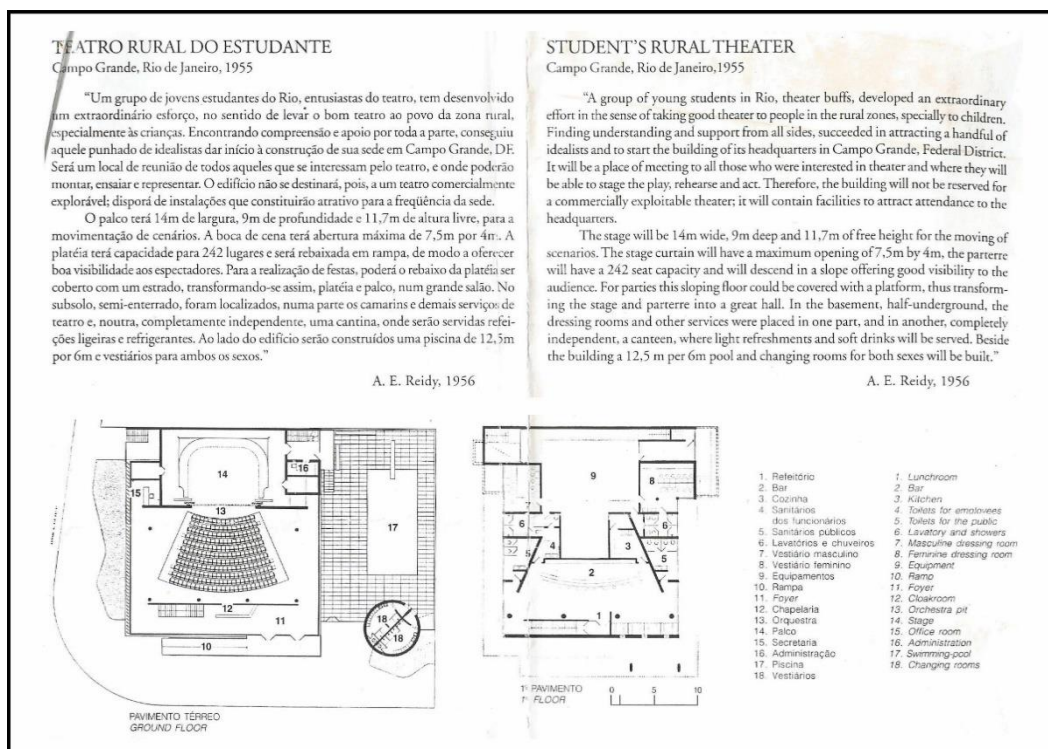 TEATRO RURAL DO ESTUDANTE
Campo Grande, Rio de Janeiro, 1955
"Um grupo de jovens estudantes do Rio, entusiastas do teatro, tem desenvolvido
um extraordinário esforço, no sentido de levar o bom teatro ao povo da zona rural,
especialmente às crianças. Encontrando compreensão e apoio por toda a parte, conseguiu
aquele punhado de idealistas dar início à construção de sua sede em Campo Grande, DF.
Será um local de reunião de todos aqueles que se interessam pelo teatro, e onde poderão
montar, ensaiar e representar. O edifício não se destinará, pois, a um teatro comercialmente
explorável; disporá de instalações que constituirão atrativo para a freqüência da sede.
O palco terá 14m de largura, 9m de profundidade e 11,7m de altura livre, para a
movimentação de cenários. A boca de cena terá abertura máxima de 7,5m por 4m. A
platéia terá capacidade para 242 lugares e será rebaixada em rampa, de modo a oferecer
boa visibilidade aos espectadores. Para a realização de festas, poderá o rebaixo da platéia ser
coberto com um estrado, transformando-se assim, platéia e palco, num grande salão. No
subsolo, semi-enterrado, foram localizados, numa parte os camarins e demais serviços de
teatro e, noutra, completamente independente, uma cantina, onde serão servidas refei-
ções ligeiras e refrigerantes. Ao lado do edifício serão construídos uma piscina de 12,5m
por 6m e vestiários para ambos os sexos."
A. E. Reidy, 1956
STUDENT'S RURAL THEATER
Campo Grande, Rio de Janeiro,1955
"A group of young students in Rio, theater buffs, developed an extraordinary
effort in the sense of taking good theater to people in the rural zones, specially to children.
Finding understanding and support from all sides, succeeded in attracting a handful of
idealists and to start the building of its headquarters in Campo Grande, Federal District.
It will be a place of meeting to all those who were interested in theater and where they will
be able to stage the play, rehearse and act. Therefore, the building will not be reserved for
a commercially exploitable theater; it will contain facilities to attract attendance to the
headquarters.
The stage will be 14m wide, 9m deep and 11,7m of free height for the moving of
scenarios. The stage curtain will have a maximum opening of 7,5m by 4m, the parterre
will have a 242 seat capacity and will descend in a slope offering good visibility to the
audience. For parties this sloping floor could be covered with a platform, thus transform-
ing the stage and parterre into a great hall. In the basement, half-underground, the
dressing rooms and other services were placed in one part, and in another, completely
independent, a canteen, where light refreshments and soft drinks will be served. Beside
the building a 12,5 m per 6m pool and changing rooms for both sexes will be built."
A. E. Reidy, 1956
14
16
15
13
17
12
11
18
18
10
PAVIMENTO TÉRREO
GROUND FLOOR
9
8
6
6
5
4
3
5
2
1
1º PAVIMENTO
1º FLOOR
0 5 10
1. Refeitório
2. Bar
3. Cozinha
4. Sanitários
dos funcionários
5. Sanitários públicos
6. Lavatórios e chuveiros
7. Vestiário masculino
8. Vestiário feminino
9. Equipamentos
10. Rampa
11. Foyer
12. Chapelaria
13. Orquestra
14. Palco
15. Secretaria
16. Administração
17. Piscina
18. Vestiários
1. Lunchroom
2. Bar
3. Kitchen
4. Toilets for emplovees
5. Toilets for the public
6. Lavatory and showers
7. Masculine dressing room
8. Feminine dressing room
9. Equipment
10. Ramp
11. Foyer
12. Cloakroom
13. Orchestra pit
14. Stage
15. Office room
16. Administration
17. Swimming-pool
18. Changing rooms